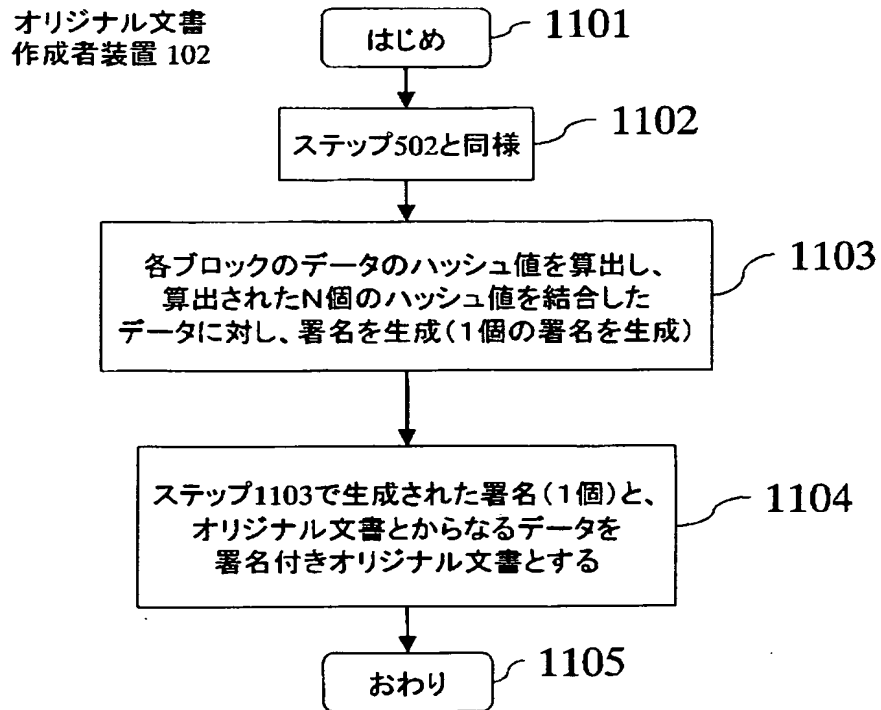 オリジナル文書
作成者装置 102
はじめ
1101
ステップ502と同様
1102
各ブロックのデータのハッシュ値を算出し、
算出されたN個のハッシュ値を結合した
データに対し、署名を生成(1個の署名を生成)
1103
ステップ1103で生成された署名(1個)と、
オリジナル文書とからなるデータを
署名付きオリジナル文書とする
1104
おわり
1105